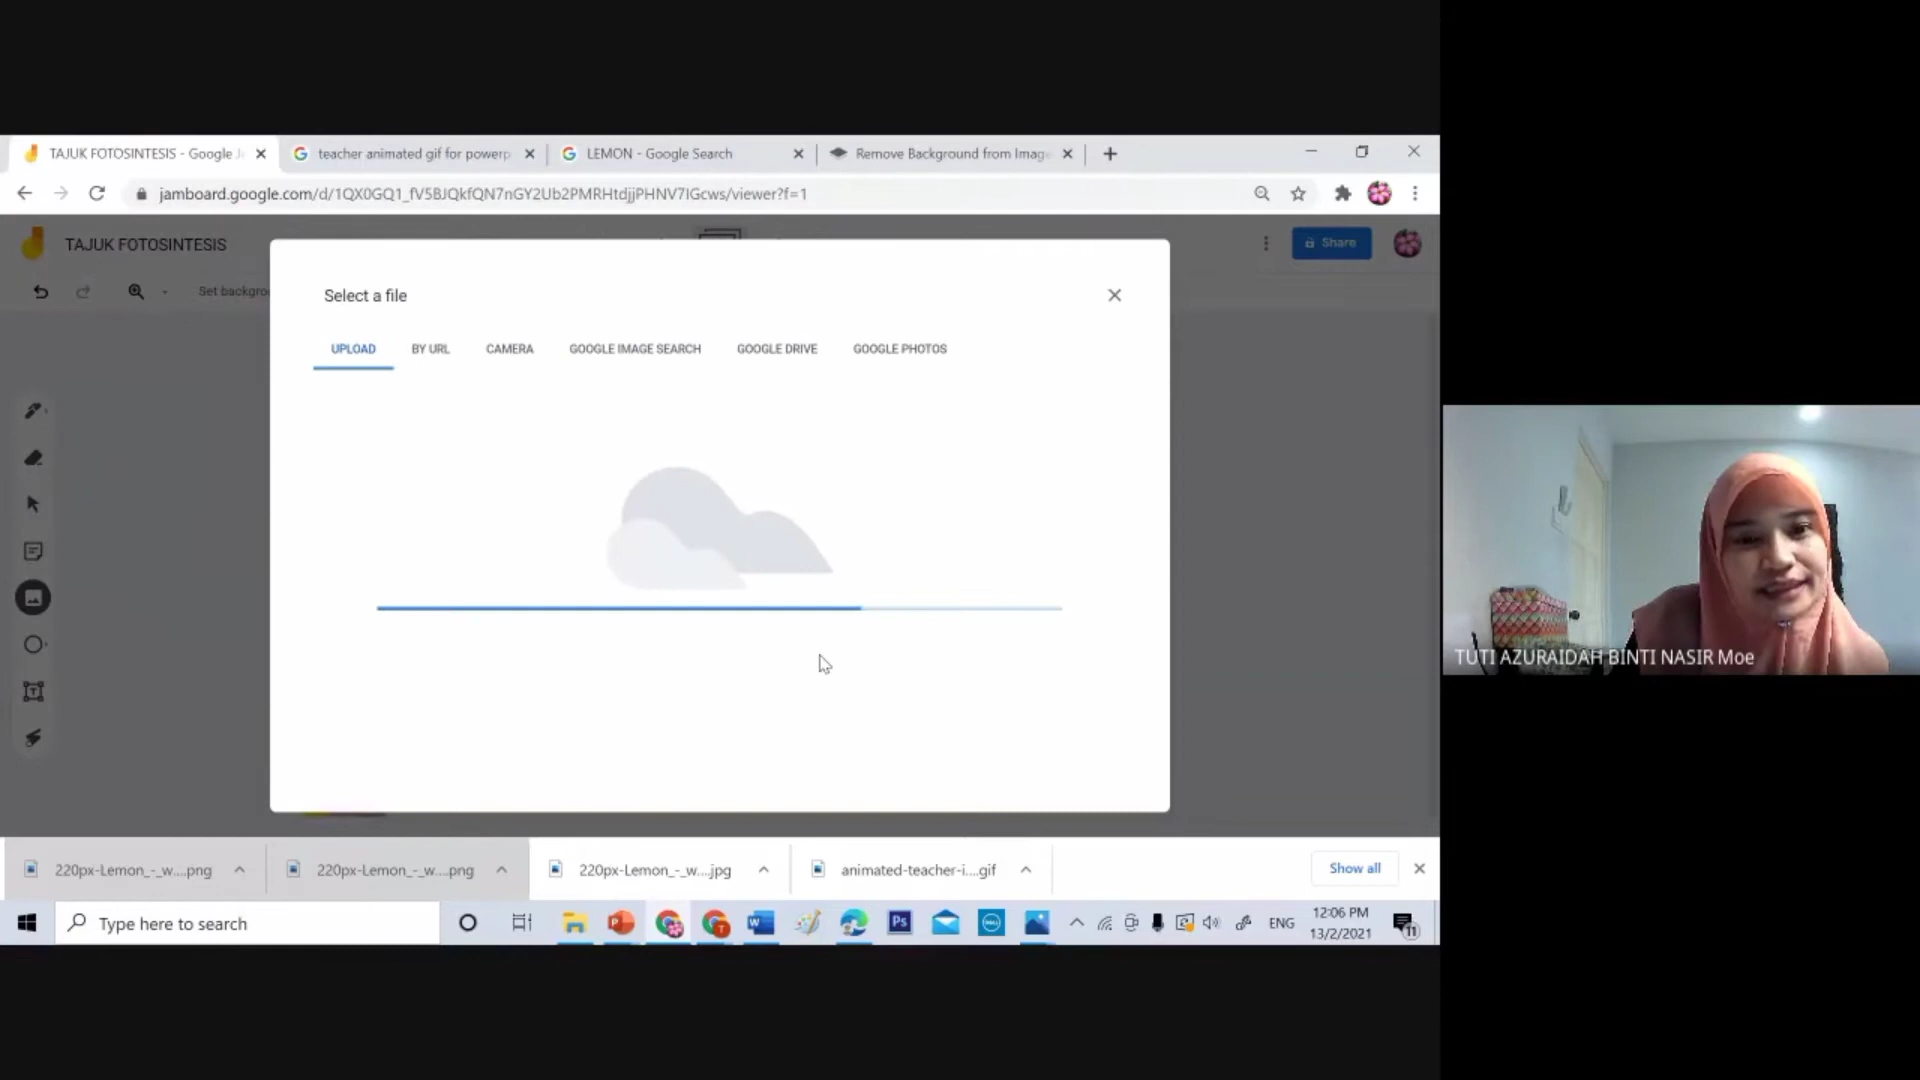 TAJUK FOTOSINTESIS - Google J
teacher animated gif for powerp
LEMON - Google Search
Remove Background from Imag
jamboard.google.com/d/1QX0GQ1_fV5BJQkfQN7nGY2Ub2PMRHtdjjPHNV7IGcws/viewer?f=1
TAJUK FOTOSINTESIS
Share
Set backgro
Select a file
UPLOAD
BY URL
CAMERA
GOOGLE IMAGE SEARCH
GOOGLE DRIVE
GOOGLE PHOTOS
TUTI AZURAIDAH BINTI NASIR Moe
220px-Lemon_-_w....png
220px-Lemon_-_w....png
220px-Lemon_-_w....jpg
animated-teacher-i....gif
Show all
Type here to search
Ps
DELL
ENG
12:06 PM
13/2/2021
11